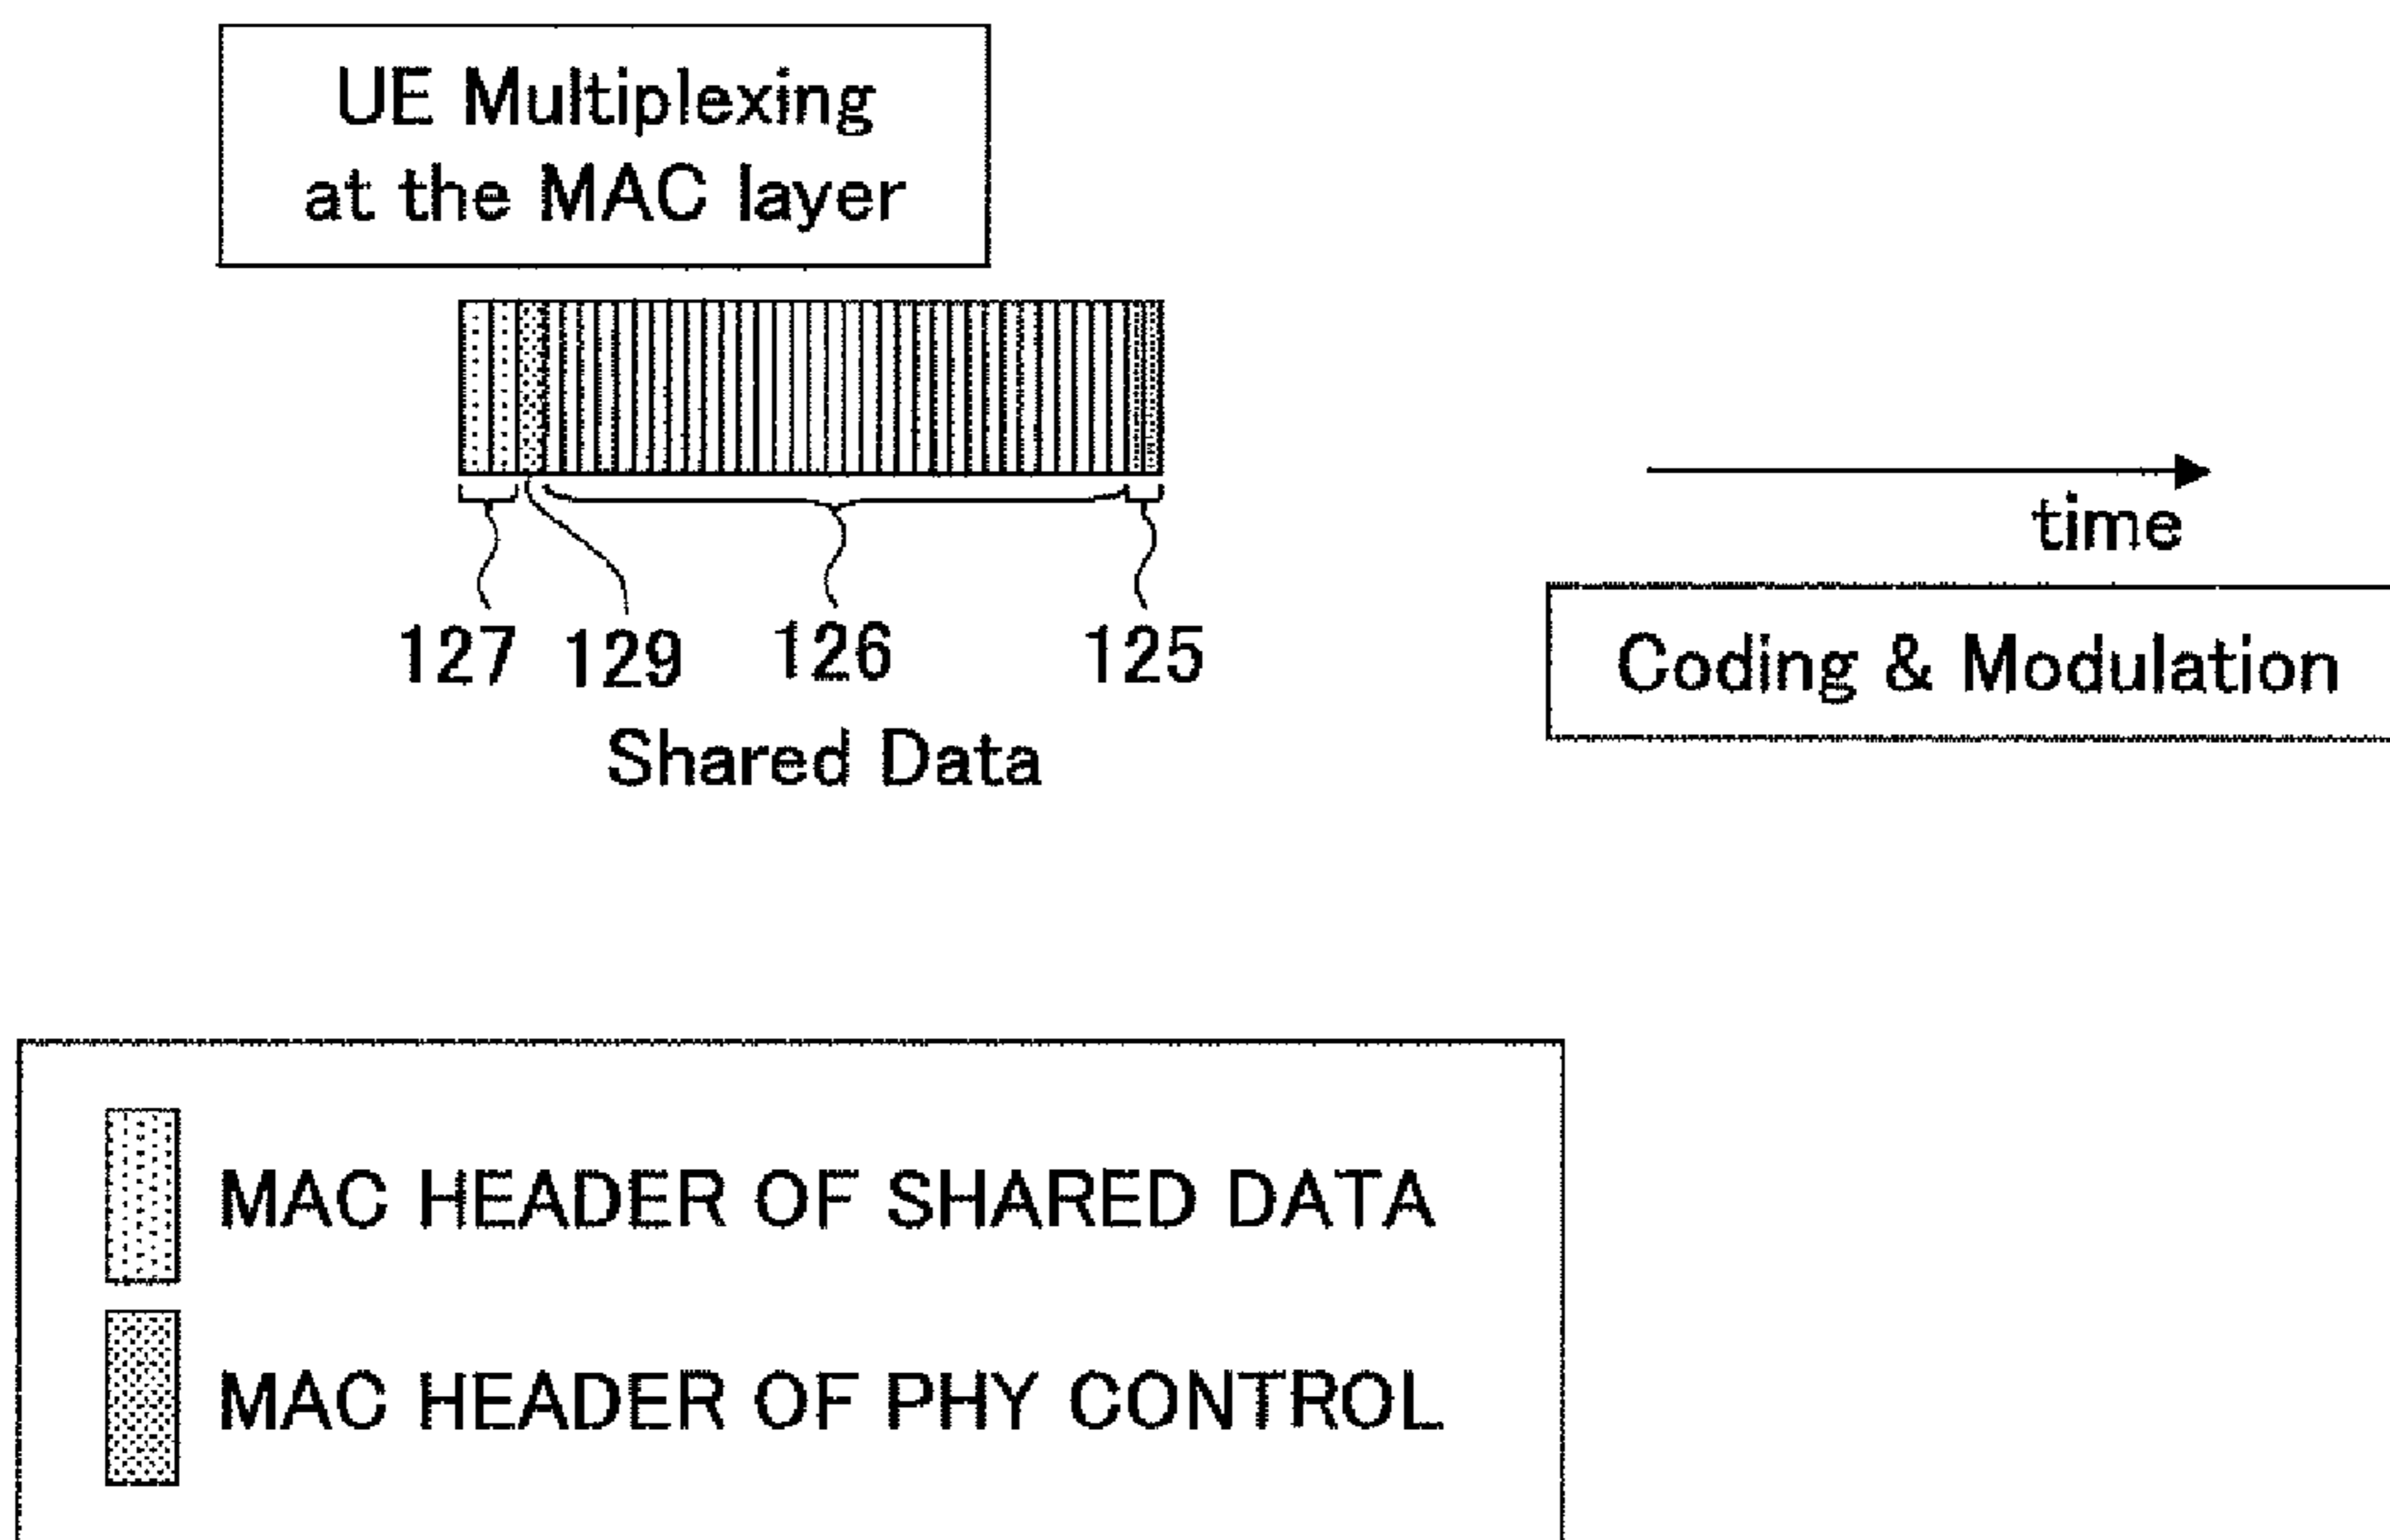 UE Multiplexing
at the MAC layer
time
127 129 126 125
Coding & Modulation
Shared Data
MAC HEADER OF SHARED DATA
MAC HEADER OF PHY CONTROL